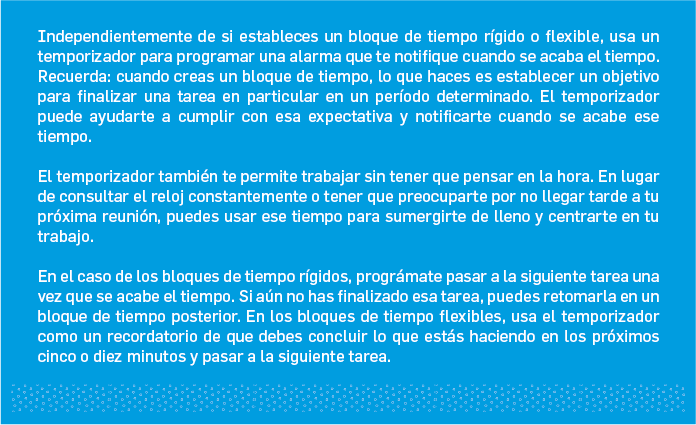 Independientemente de si estableces un bloque de tiempo rígido o flexible, usa un
temporizador para programar una alarma que te notifique cuando se acaba el tiempo.
Recuerda: cuando creas un bloque de tiempo, lo que haces es establecer un objetivo
para finalizar una tarea en particular en un período determinado. El temporizador
puede ayudarte a cumplir con esa expectativa y notificarte cuando se acabe ese
tiempo.
El temporizador también te permite trabajar sin tener que pensar en la hora. En lugar
de consultar el reloj constantemente o tener que preocuparte por no llegar tarde a tu
próxima reunión, puedes usar ese tiempo para sumergirte de lleno y centrarte en tu
trabajo.
En el caso de los bloques de tiempo rígidos, prográmate pasar a la siguiente tarea una
vez que se acabe el tiempo. Si aún no has finalizado esa tarea, puedes retomarla en un
bloque de tiempo posterior. En los bloques de tiempo flexibles, usa el temporizador
como un recordatorio de que debes concluir lo que estás haciendo en los próximos
cinco o diez minutos y pasar a la siguiente tarea.